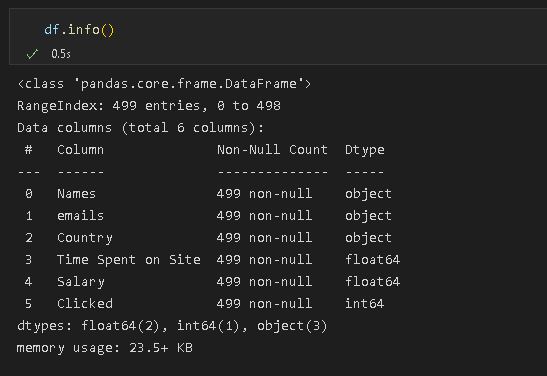 df.info()
✓ 0.5s
<class 'pandas.core.frame.DataFrame'>
RangeIndex: 499 entries, 0 to 498
Data columns (total 6 columns):
 #   Column              Non-Null Count  Dtype
---  ------              --------------  -----
 0   Names               499 non-null    object
 1   emails              499 non-null    object
 2   Country             499 non-null    object
 3   Time Spent on Site  499 non-null    float64
 4   Salary              499 non-null    float64
 5   Clicked             499 non-null    int64
dtypes: float64(2), int64(1), object(3)
memory usage: 23.5+ KB